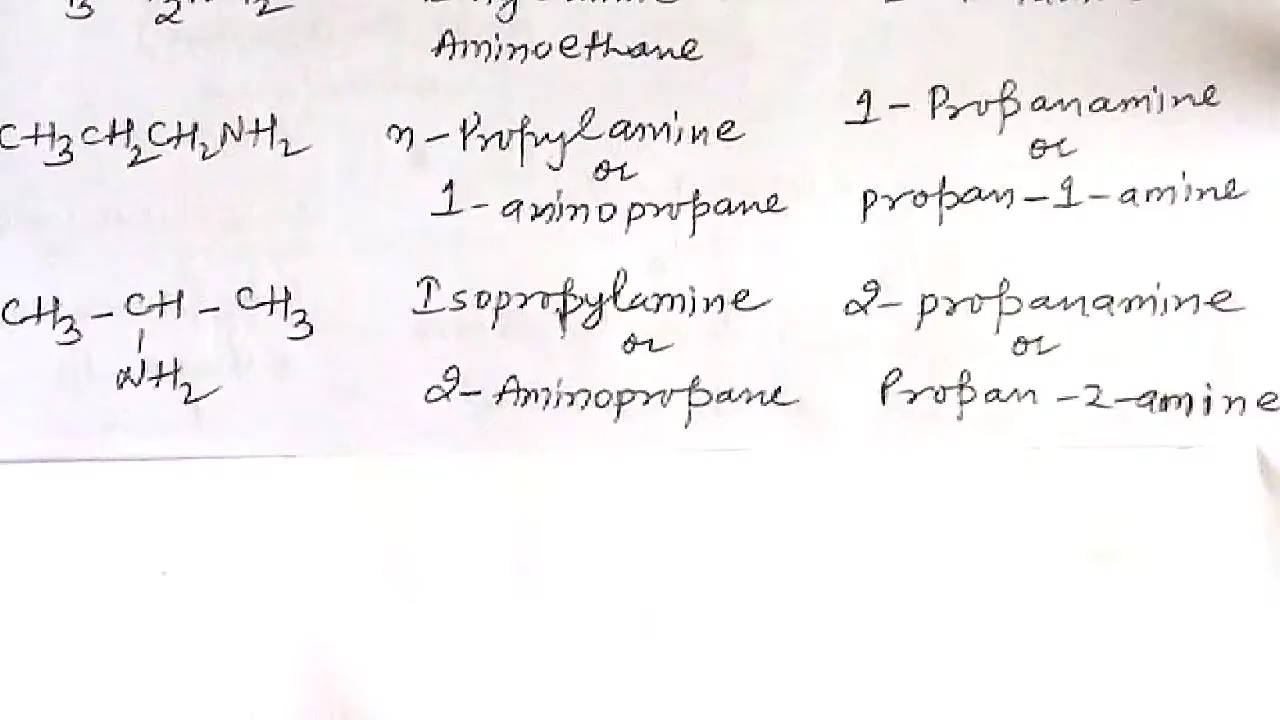 Aminoethane
CH3CH2CH2NH2 n-Propylamine 1-Propanamine
or or
1-aminopropane propan-1-amine
CH3-CH-CH3 Isopropylamine 2-propanamine
NH2 or or
2-Aminopropane Propan-2-amine